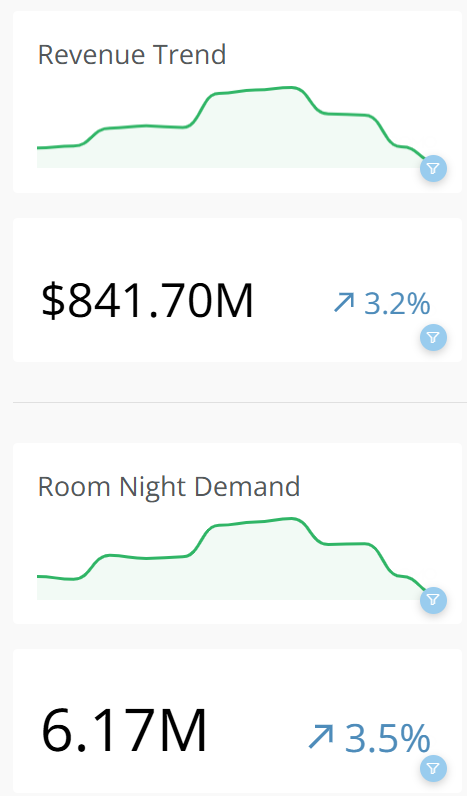 Revenue Trend
$841.70M
3.2%
Room Night Demand
6.17M
3.5%